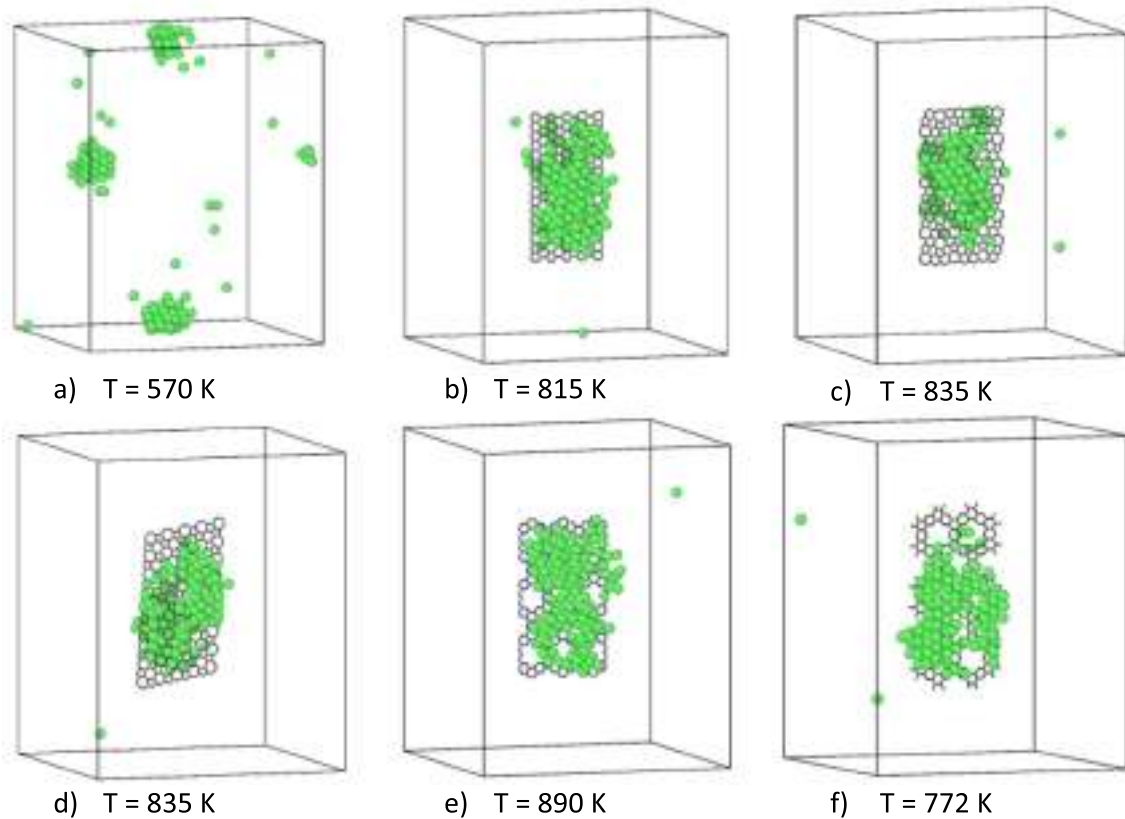 a) T = 570 K
b) T = 815 K
c) T = 835 K
d) T = 835 K
e) T = 890 K
f) T = 772 K